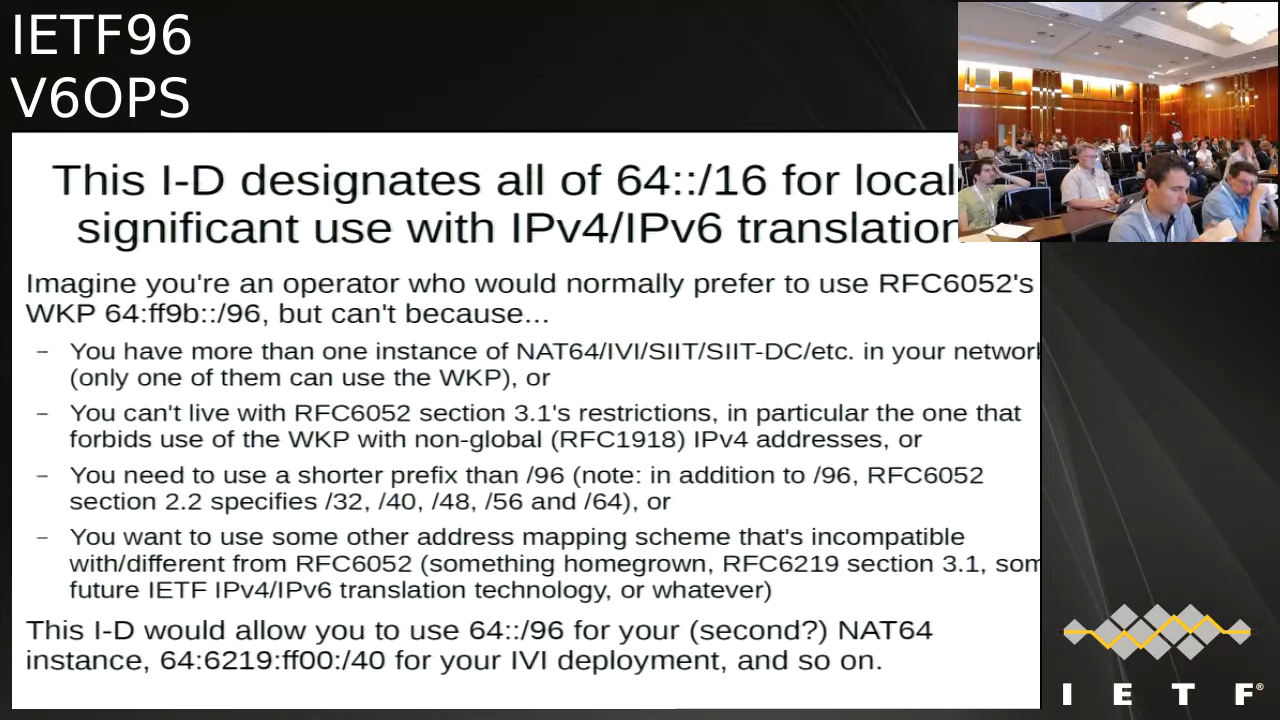 IETF96
V6OPS
This I-D designates all of 64::/16 for local
significant use with IPv4/IPv6 translation
Imagine you're an operator who would normally prefer to use RFC6052's
WKP 64:ff9b::/96, but can't because...
– You have more than one instance of NAT64/IVI/SIIT/SIIT-DC/etc. in your network
(only one of them can use the WKP), or
– You can't live with RFC6052 section 3.1's restrictions, in particular the one that
forbids use of the WKP with non-global (RFC1918) IPv4 addresses, or
– You need to use a shorter prefix than /96 (note: in addition to /96, RFC6052
section 2.2 specifies /32, /40, /48, /56 and /64), or
– You want to use some other address mapping scheme that's incompatible
with/different from RFC6052 (something homegrown, RFC6219 section 3.1, som
future IETF IPv4/IPv6 translation technology, or whatever)
This I-D would allow you to use 64::/96 for your (second?) NAT64
instance, 64:6219:ff00:/40 for your IVI deployment, and so on.
I E T F®